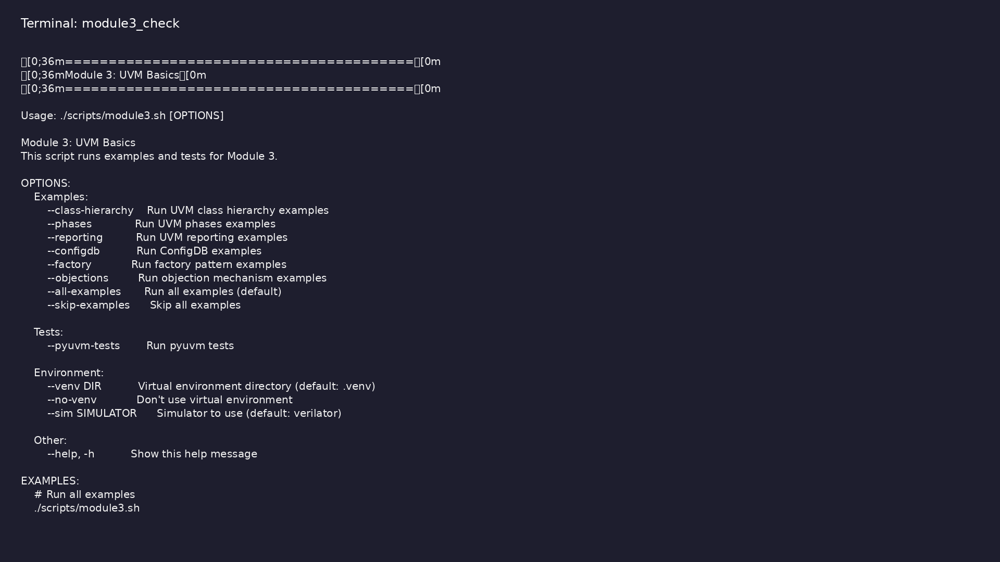 Terminal: module3_check
[0;36m========================================[0m
[0;36mModule 3: UVM Basics[0m
[0;36m========================================[0m
Usage: ./scripts/module3.sh [OPTIONS]
Module 3: UVM Basics
This script runs examples and tests for Module 3.
OPTIONS:
    Examples:
        --class-hierarchy    Run UVM class hierarchy examples
        --phases             Run UVM phases examples
        --reporting          Run UVM reporting examples
        --configdb           Run ConfigDB examples
        --factory            Run factory pattern examples
        --objections         Run objection mechanism examples
        --all-examples       Run all examples (default)
        --skip-examples      Skip all examples
    Tests:
        --pyuvm-tests        Run pyuvm tests
    Environment:
        --venv DIR           Virtual environment directory (default: .venv)
        --no-venv            Don't use virtual environment
        --sim SIMULATOR      Simulator to use (default: verilator)
    Other:
        --help, -h           Show this help message
EXAMPLES:
    # Run all examples
    ./scripts/module3.sh